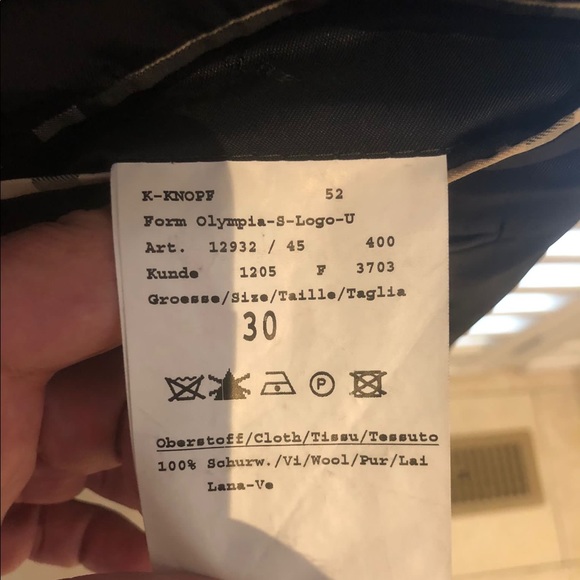 K-KNOPF 52
Form Olympia-S-Logo-U
Art. 12932 / 45 400
Kunde 1205 F 3703
Groesse/Size/Taille/Taglia
30
P
Oberstoff/Cloth/Tissu/Tessuto
100% Schurw./Vi/Wool/Pur/Lai
Lana-Ve